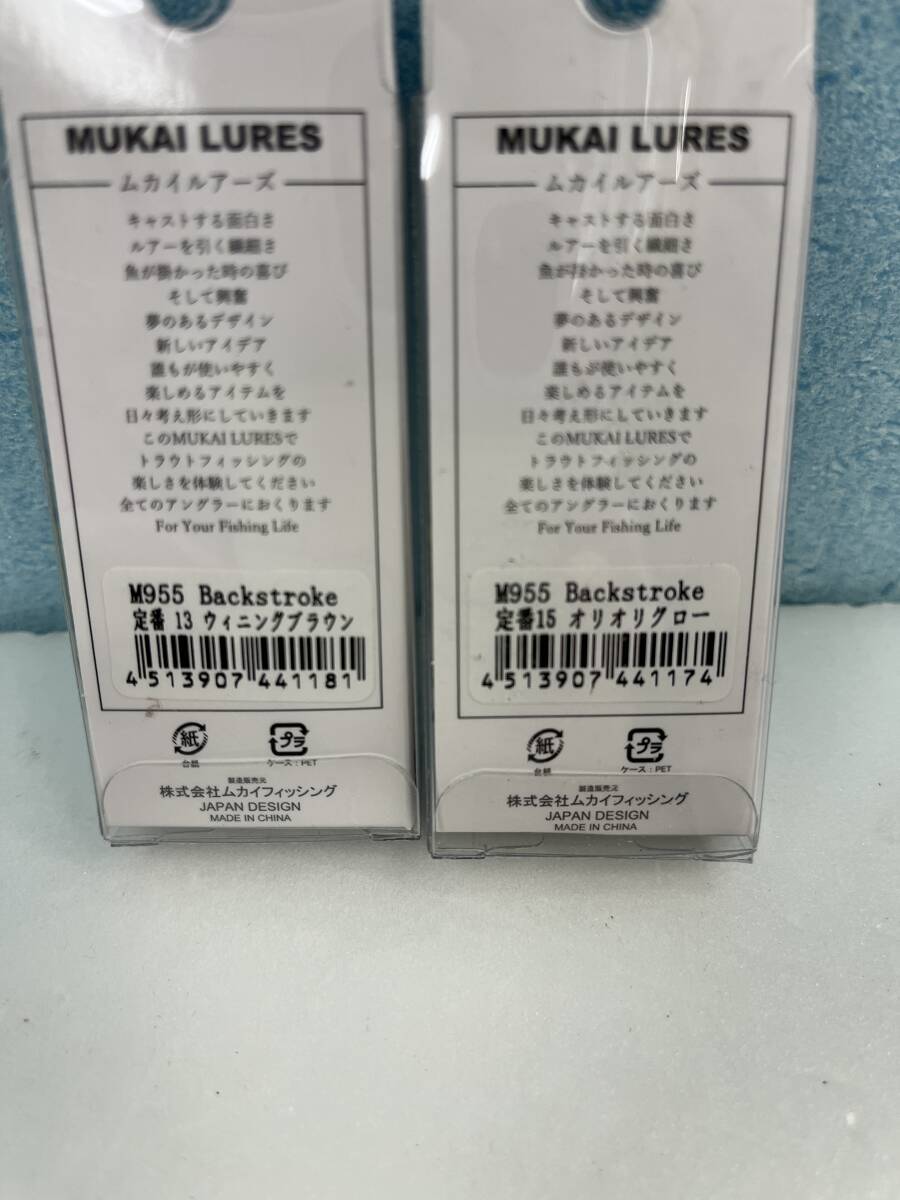 MUKAI LURES
ムカイルアーズ
キャストする面白さ
ルアーを引く繊細さ
魚が掛かった時の喜び
そして興奮
夢のあるデザイン
新しいアイデア
誰もが使いやすく
楽しめるアイテムを
日々考え形にしていきます
このMUKAI LURESで
トラウトフィッシングの
楽しさを体験してください
全てのアングラーにおくります
For Your Fishing Life
M955 Backstroke
定番 13 ウィニングブラウン
4 513907 441181
紙 プラ
台紙 ケース:PET
製造販売元
株式会社ムカイフィッシング
JAPAN DESIGN
MADE IN CHINA
MUKAI LURES
ムカイルアーズ
キャストする面白さ
ルアーを引く繊細さ
魚が掛かった時の喜び
そして興奮
夢のあるデザイン
新しいアイデア
誰もが使いやすく
楽しめるアイテムを
日々考え形にしていきます
このMUKAI LURESで
トラウトフィッシングの
楽しさを体験してください
全てのアングラーにおくります
For Your Fishing Life
M955 Backstroke
定番15 オリオリグロー
4 513907 441174
紙 プラ
台紙 ケース:PET
製造販売元
株式会社ムカイフィッシング
JAPAN DESIGN
MADE IN CHINA